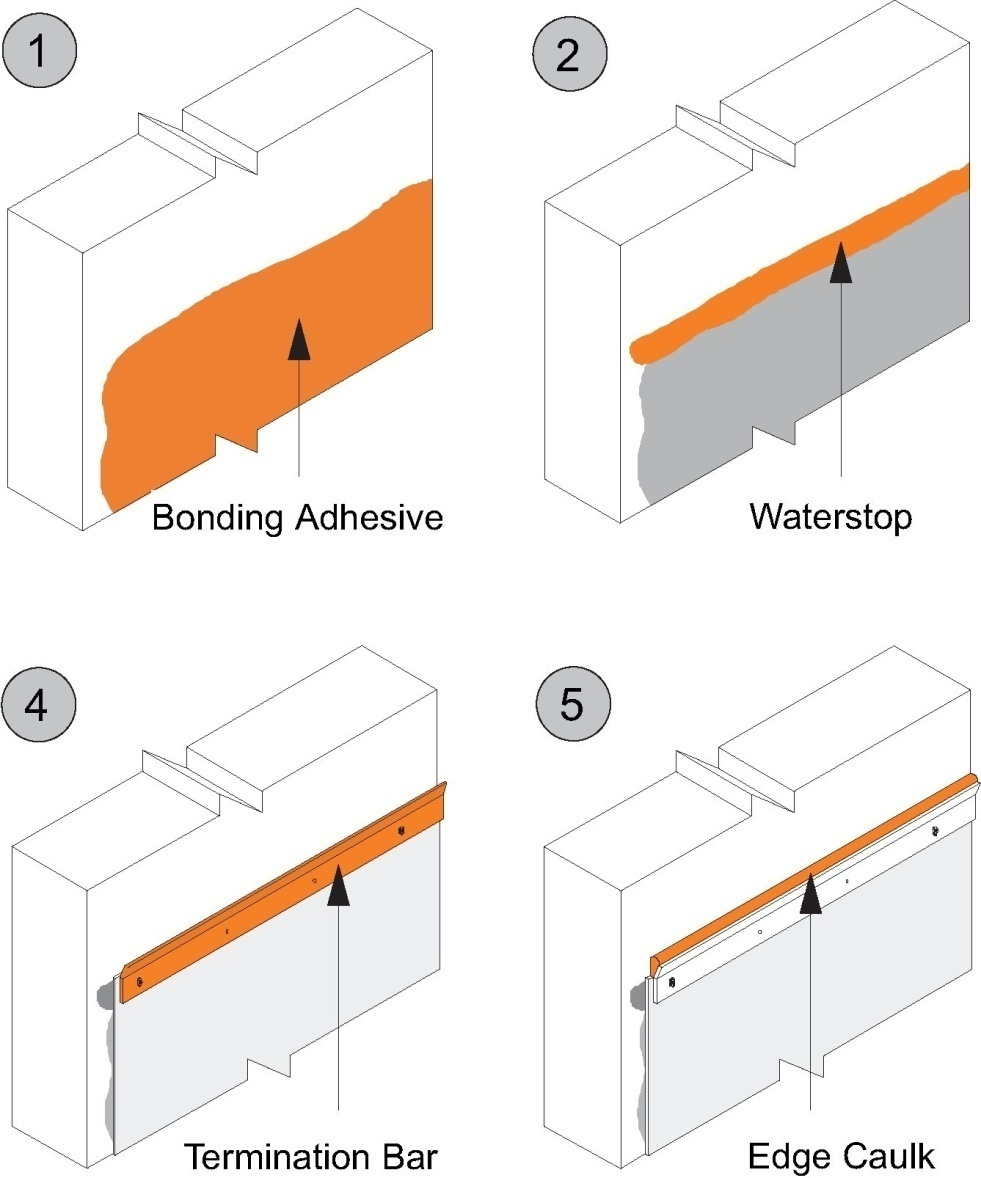 1
2
Bonding Adhesive
Waterstop
4
5
Termination Bar
Edge Caulk